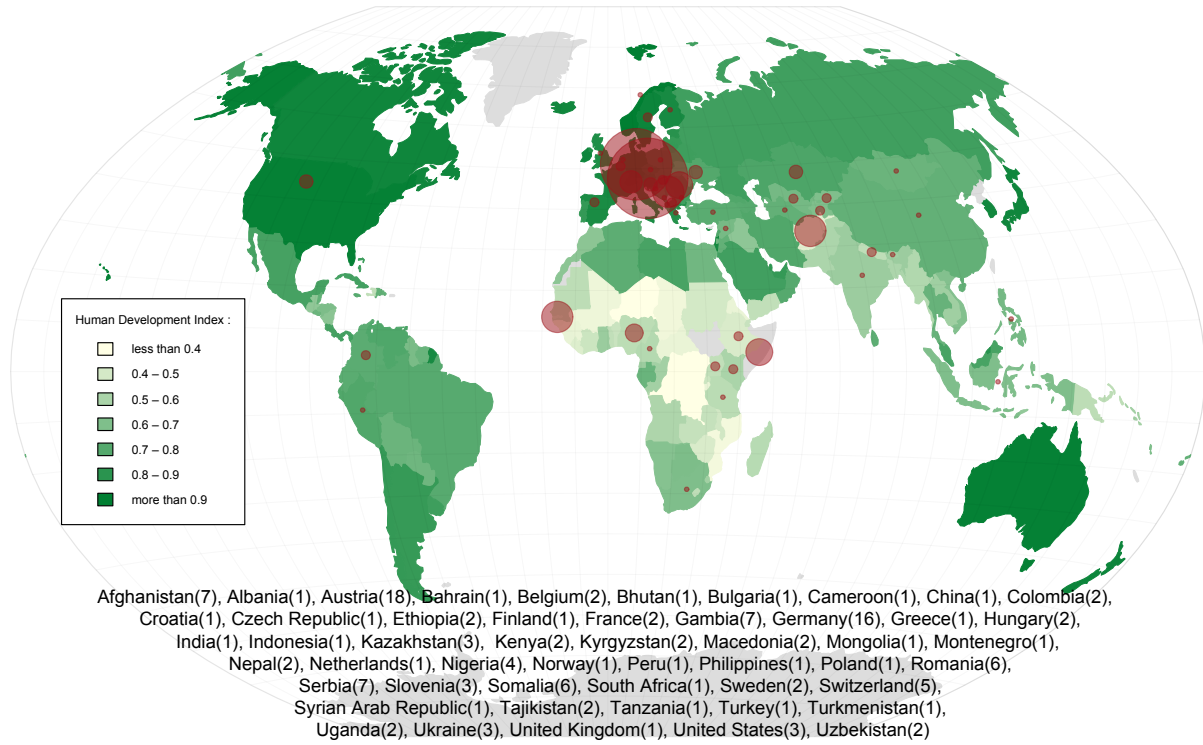 Human Development Index :
less than 0.4
0.4 – 0.5
0.5 – 0.6
0.6 – 0.7
0.7 – 0.8
0.8 – 0.9
more than 0.9
Afghanistan(7), Albania(1), Austria(18), Bahrain(1), Belgium(2), Bhutan(1), Bulgaria(1), Cameroon(1), China(1), Colombia(2),
Croatia(1), Czech Republic(1), Ethiopia(2), Finland(1), France(2), Gambia(7), Germany(16), Greece(1), Hungary(2),
India(1), Indonesia(1), Kazakhstan(3), Kenya(2), Kyrgyzstan(2), Macedonia(2), Mongolia(1), Montenegro(1),
Nepal(2), Netherlands(1), Nigeria(4), Norway(1), Peru(1), Philippines(1), Poland(1), Romania(6),
Serbia(7), Slovenia(3), Somalia(6), South Africa(1), Sweden(2), Switzerland(5),
Syrian Arab Republic(1), Tajikistan(2), Tanzania(1), Turkey(1), Turkmenistan(1),
Uganda(2), Ukraine(3), United Kingdom(1), United States(3), Uzbekistan(2)